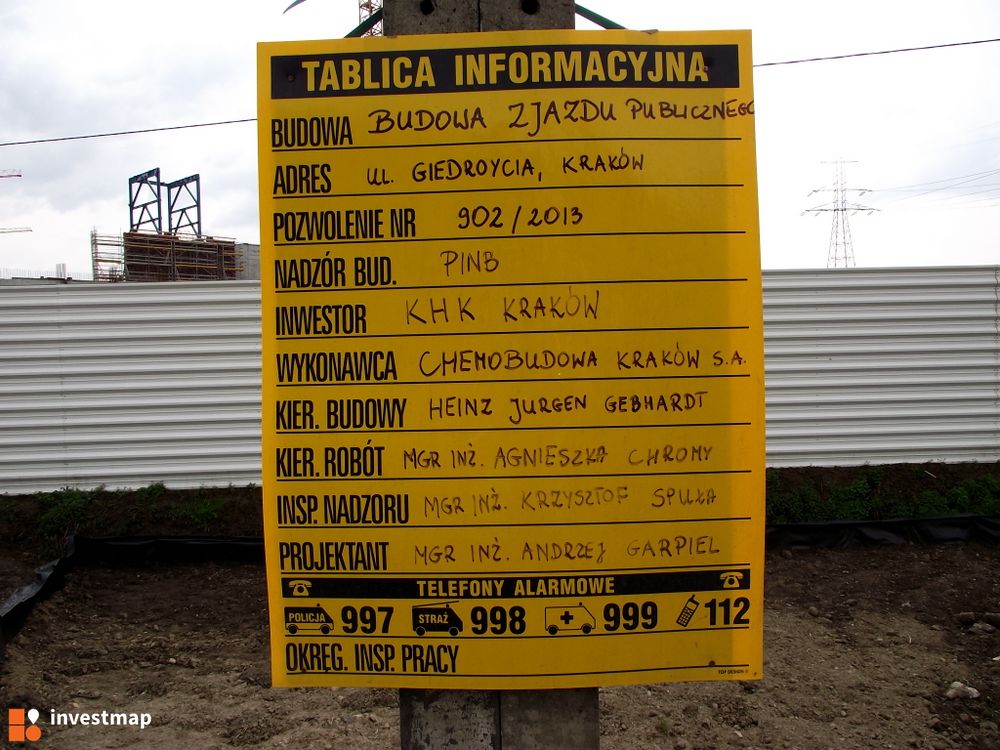 TABLICA INFORMACYJNA
BUDOWA BUDOWA ZJAZDU PUBLICZNEGO
ADRES UL. GIEDROYCIA, KRAKÓW
POZWOLENIE NR 902/2013
NADZÓR BUD. PINB
INWESTOR KHK KRAKÓW
WYKONAWCA CHEMOBUDOWA KRAKÓW S.A.
KIER. BUDOWY HEINZ JURGEN GEBHARDT
KIER. ROBÓT MGR INŻ. AGNIESZKA CHROMY
INSP. NADZORU MGR INŻ. KRZYSZTOF SPUŁA
PROJEKTANT MGR INŻ. ANDRZEJ GARPIEL
TELEFONY ALARMOWE
POLICJA 997 STRAŻ 998 999 112
OKRĘG. INSP. PRACY
TOP DESIGN
investmap